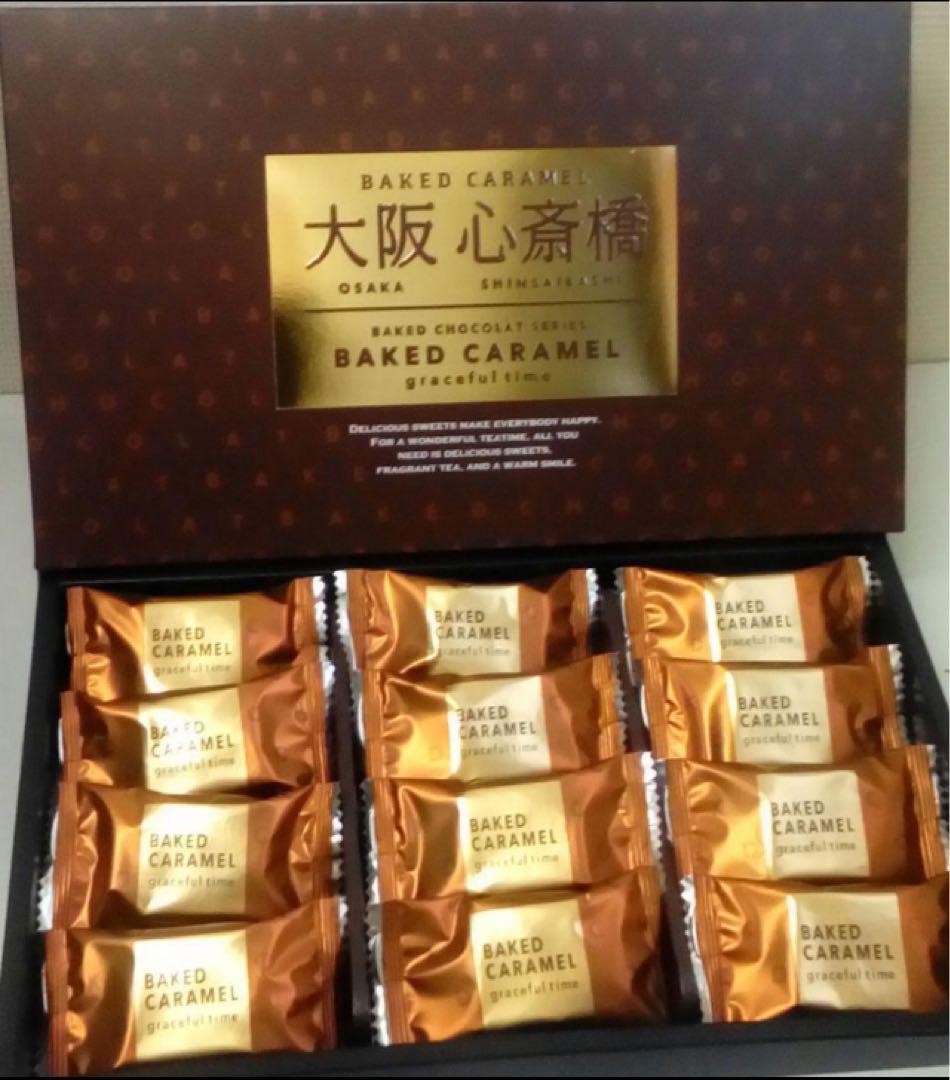 BAKED CARAMEL
大阪 心斎橋
OSAKA SHINSAIBASHI
BAKED CHOCOLAT SERIES
BAKED CARAMEL
graceful time
DELICIOUS SWEETS MAKE EVERYBODY HAPPY.
FOR A WONDERFUL TEATIME, ALL YOU
NEED IS DELICIOUS SWEETS,
FRAGRANT TEA, AND A WARM SMILE.
BAKED
CARAMEL
graceful time
BAKED
CARAMEL
graceful time
BAKED
CARAMEL
graceful time
BAKED
CARAMEL
graceful time
BAKED
CARAMEL
graceful time
BAKED
CARAMEL
graceful time
BAKED
CARAMEL
graceful time
BAKED
CARAMEL
graceful time
BAKED
CARAMEL
graceful time
BAKED
CARAMEL
graceful time
BAKED
CARAMEL
graceful time
BAKED
CARAMEL
graceful time